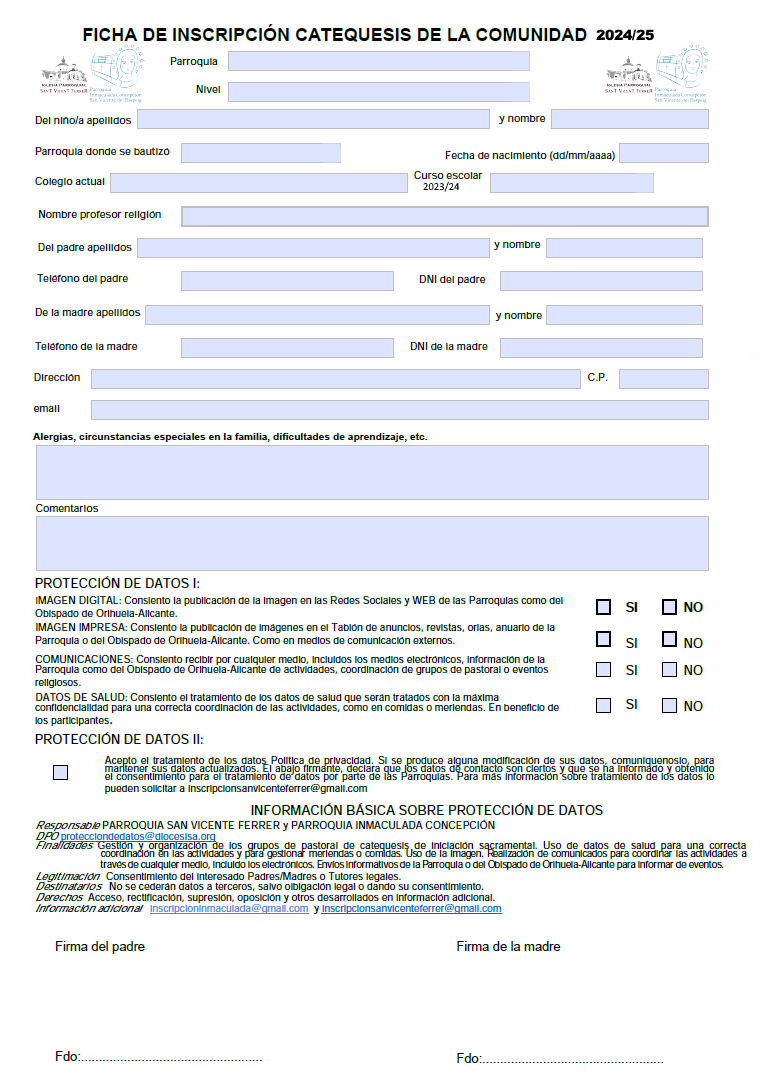 FICHA DE INSCRIPCIÓN CATEQUESIS DE LA COMUNIDAD 2024/25
IGLESIA PARROQUIAL
SANT VICENT FERRER
Parroquia
Inmaculada Concepción
San Vicente del Raspeig
Parroquia
Nivel
IGLESIA PARROQUIAL
SANT VICENT FERRER
Parroquia
Inmaculada Concepción
San Vicente del Raspeig
Del niño/a apellidos y nombre
Parroquia donde se bautizó Fecha de nacimiento (dd/mm/aaaa)
Colegio actual Curso escolar
2023/24
Nombre profesor religión
Del padre apellidos y nombre
Teléfono del padre DNI del padre
De la madre apellidos y nombre
Teléfono de la madre DNI de la madre
Dirección C.P.
email
Alergias, circunstancias especiales en la familia, dificultades de aprendizaje, etc.
Comentarios
PROTECCIÓN DE DATOS I:
IMAGEN DIGITAL: Consiento la publicación de la imagen en las Redes Sociales y WEB de las Parroquias como del
Obispado de Orihuela-Alicante.
SI NO
IMAGEN IMPRESA: Consiento la publicación de imágenes en el Tablón de anuncios, revistas, orlas, anuario de la
Parroquia o del Obispado de Orihuela-Alicante. Como en medios de comunicación externos.
SI NO
COMUNICACIONES: Consiento recibir por cualquier medio, incluidos los medios electrónicos, información de la
Parroquia como del Obispado de Orihuela-Alicante de actividades, coordinación de grupos de pastoral o eventos
religiosos.
SI NO
DATOS DE SALUD: Consiento el tratamiento de los datos de salud que serán tratados con la máxima
confidencialidad para una correcta coordinación de las actividades, como en comidas o meriendas. En beneficio de
los participantes.
SI NO
PROTECCIÓN DE DATOS II:
Acepto el tratamiento de los datos Política de privacidad. Si se produce alguna modificación de sus datos, comuníquenoslo, para
mantener sus datos actualizados. El abajo firmante, declara que los datos de contacto son ciertos y que se ha informado y obtenido
el consentimiento para el tratamiento de datos por parte de las Parroquias. Para más información sobre tratamiento de los datos lo
pueden solicitar a inscripcionsanvicenteferrer@gmail.com
INFORMACIÓN BÁSICA SOBRE PROTECCIÓN DE DATOS
Responsable PARROQUIA SAN VICENTE FERRER y PARROQUIA INMACULADA CONCEPCIÓN
DPO protecciondedatos@diocesisa.org
Finalidades Gestión y organización de los grupos de pastoral de catequesis de iniciación sacramental. Uso de datos de salud para una correcta
coordinación en las actividades y para gestionar meriendas o comidas. Uso de la imagen. Realización de comunicados para coordinar las actividades a
través de cualquier medio, incluido los electrónicos. Envíos informativos de la Parroquia o del Obispado de Orihuela-Alicante para informar de eventos.
Legitimación Consentimiento del interesado Padres/Madres o Tutores legales.
Destinatarios No se cederán datos a terceros, salvo obligación legal o dando su consentimiento.
Derechos Acceso, rectificación, supresión, oposición y otros desarrollados en información adicional.
Información adicional inscripcioninmaculada@gmail.com y inscripcionsanvicenteferrer@gmail.com
Firma del padre Firma de la madre
Fdo:................................................... Fdo:...................................................